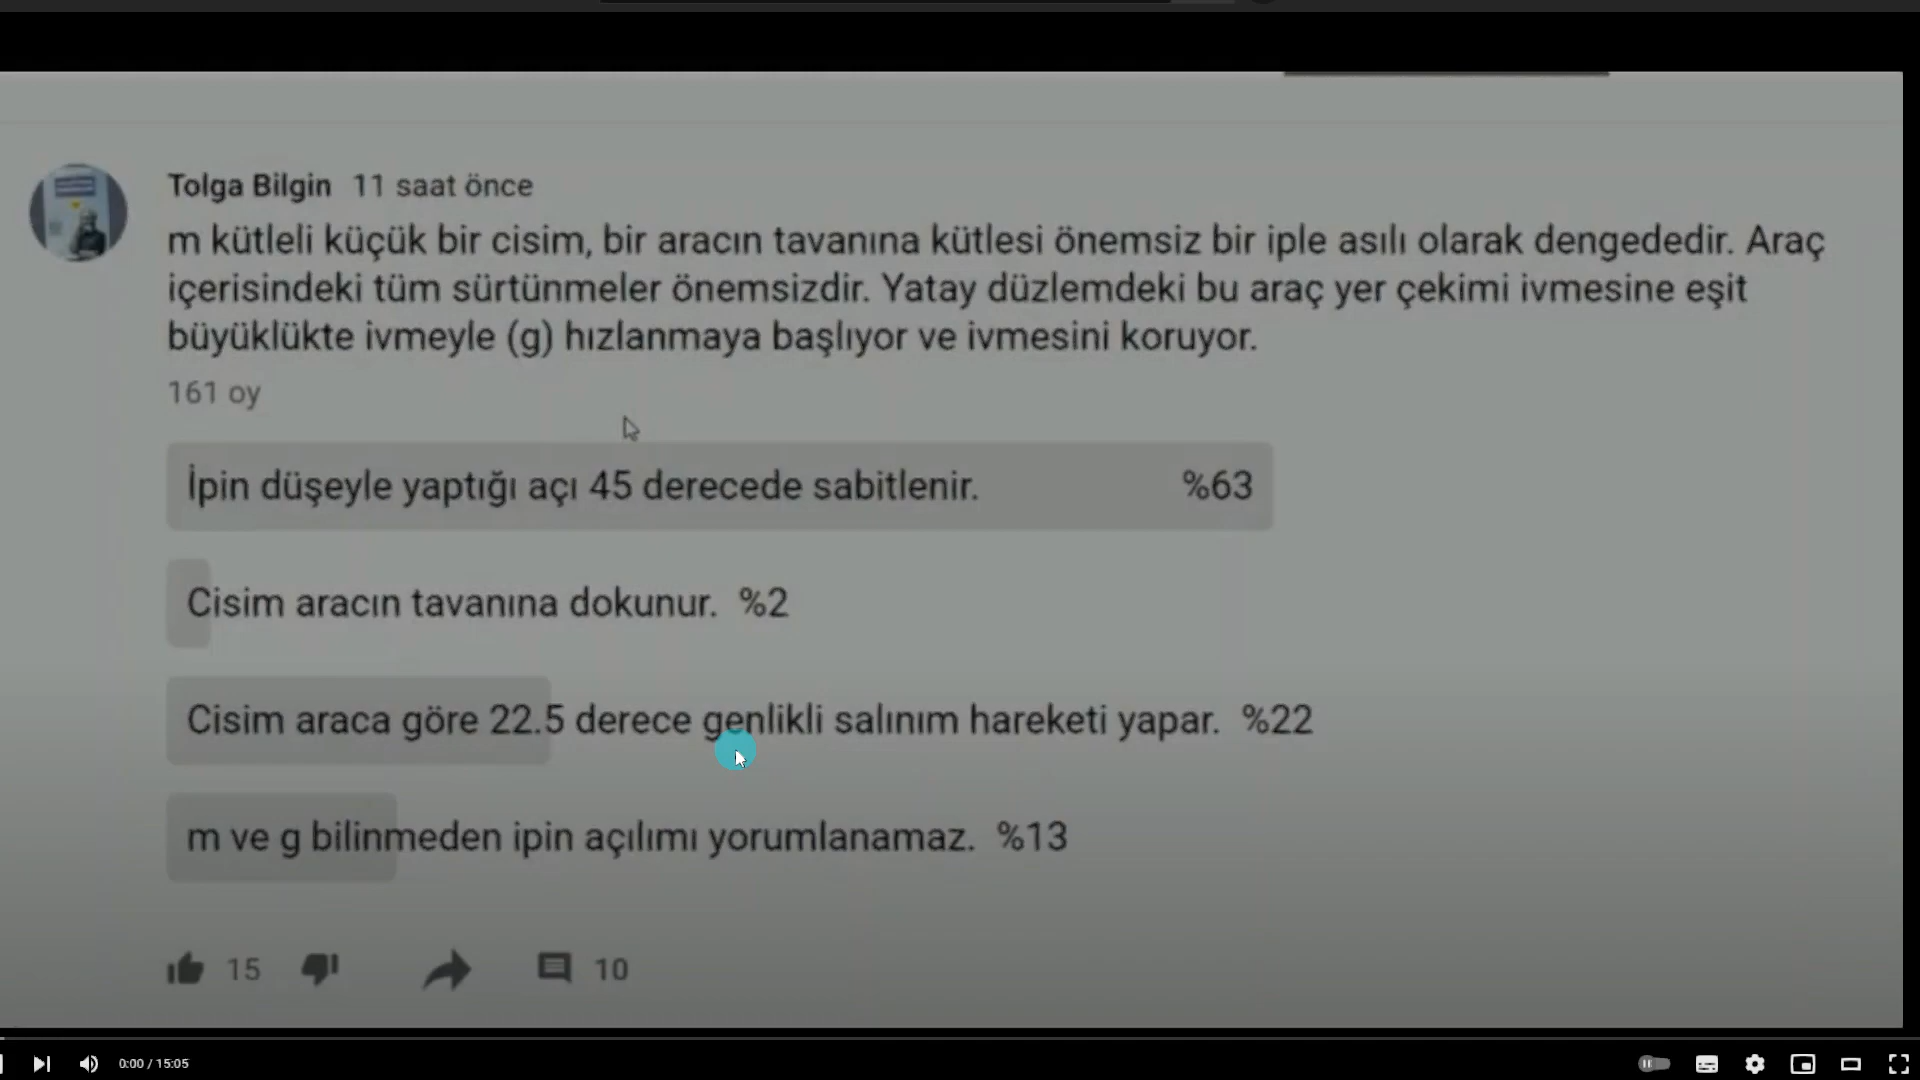 Tolga Bilgin 11 saat önce
m kütleli küçük bir cisim, bir aracın tavanına kütlesi önemsiz bir iple asılı olarak dengededir. Araç
içerisindeki tüm sürtünmeler önemsizdir. Yatay düzlemdeki bu araç yer çekimi ivmesine eşit
büyüklükte ivmeyle (g) hızlanmaya başlıyor ve ivmesini koruyor.
161 oy
İpin düşeyle yaptığı açı 45 derecede sabitlenir. %63
Cisim aracın tavanına dokunur. %2
Cisim araca göre 22.5 derece genlikli salınım hareketi yapar. %22
m ve g bilinmeden ipin açılımı yorumlanamaz. %13
15 10
0:00 / 15:05